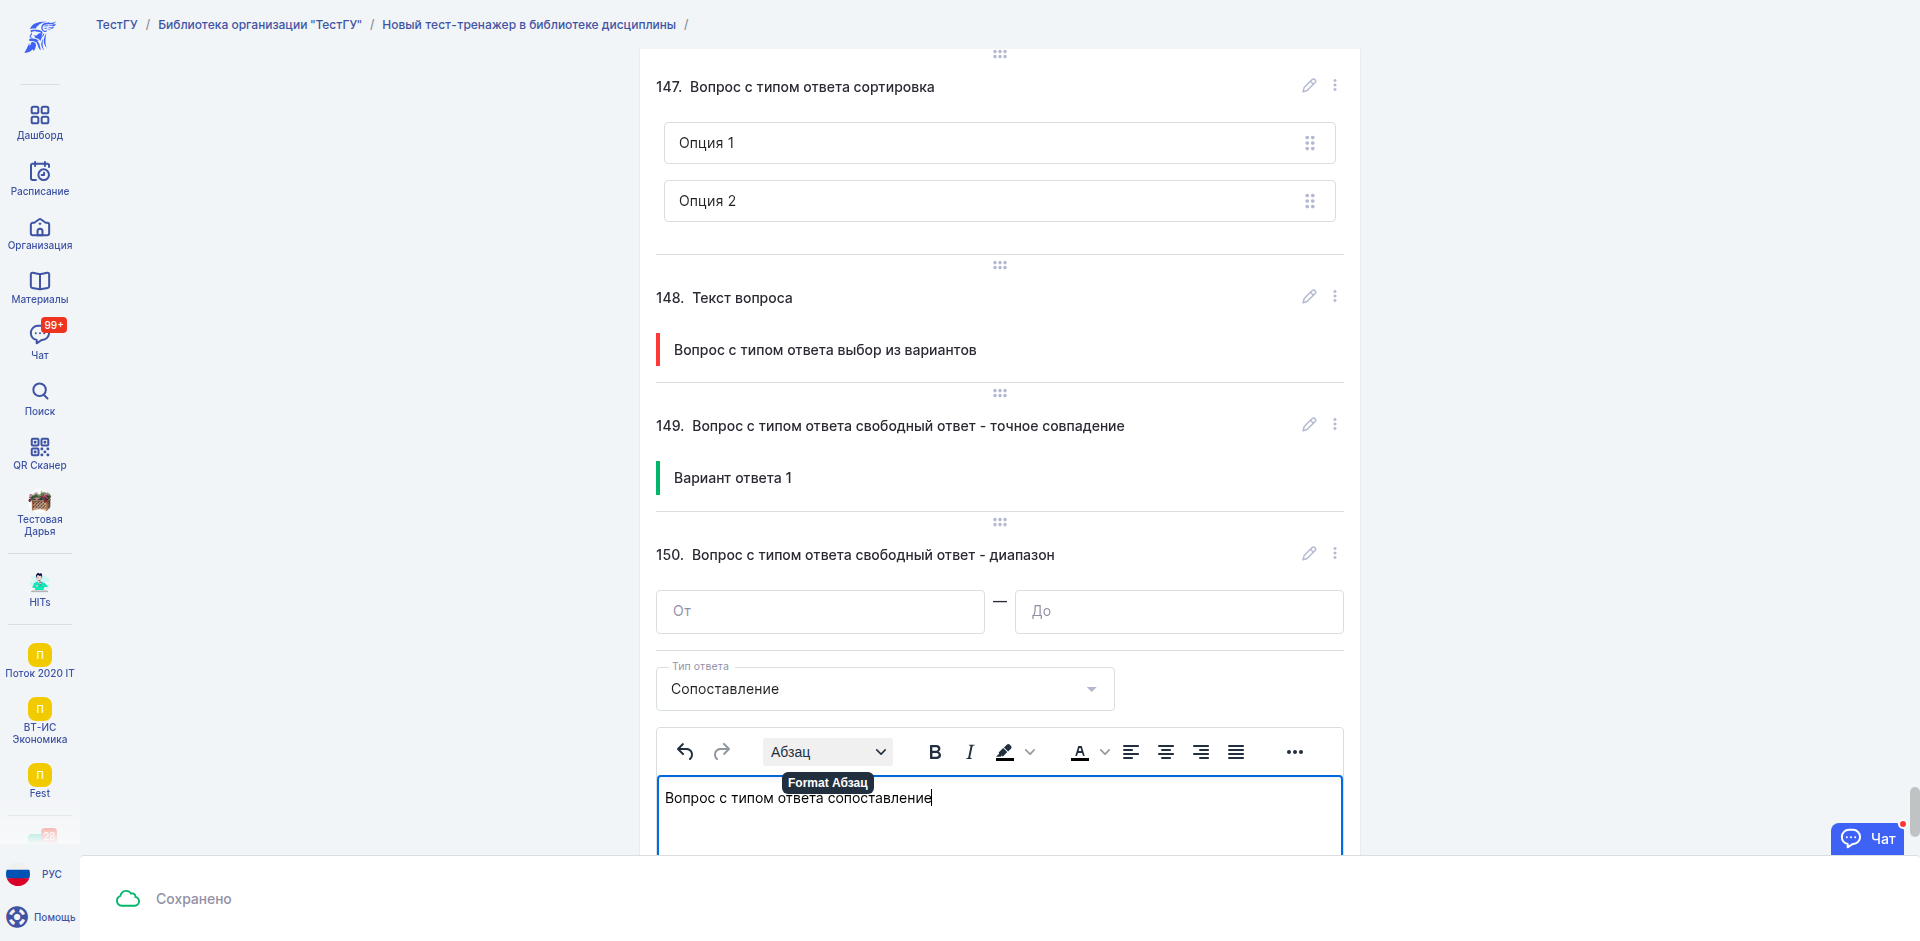 ТестГУ / Библиотека организации "ТестГУ" / Новый тест-тренажер в библиотеке дисциплины /
Дашборд
Расписание
Организация
Материалы
99+
Чат
Поиск
QR Сканер
Тестовая
Дарья
HITs
П
Поток 2020 IT
П
ВТ-ИС
Экономика
П
Fest
28
РУС
Помощь
147. Вопрос с типом ответа сортировка
Опция 1
Опция 2
148. Текст вопроса
Вопрос с типом ответа выбор из вариантов
149. Вопрос с типом ответа свободный ответ - точное совпадение
Вариант ответа 1
150. Вопрос с типом ответа свободный ответ - диапазон
От — До
Тип ответа
Сопоставление
Абзац B I A
Format Абзац
Вопрос с типом ответа сопоставление
Чат
Сохранено